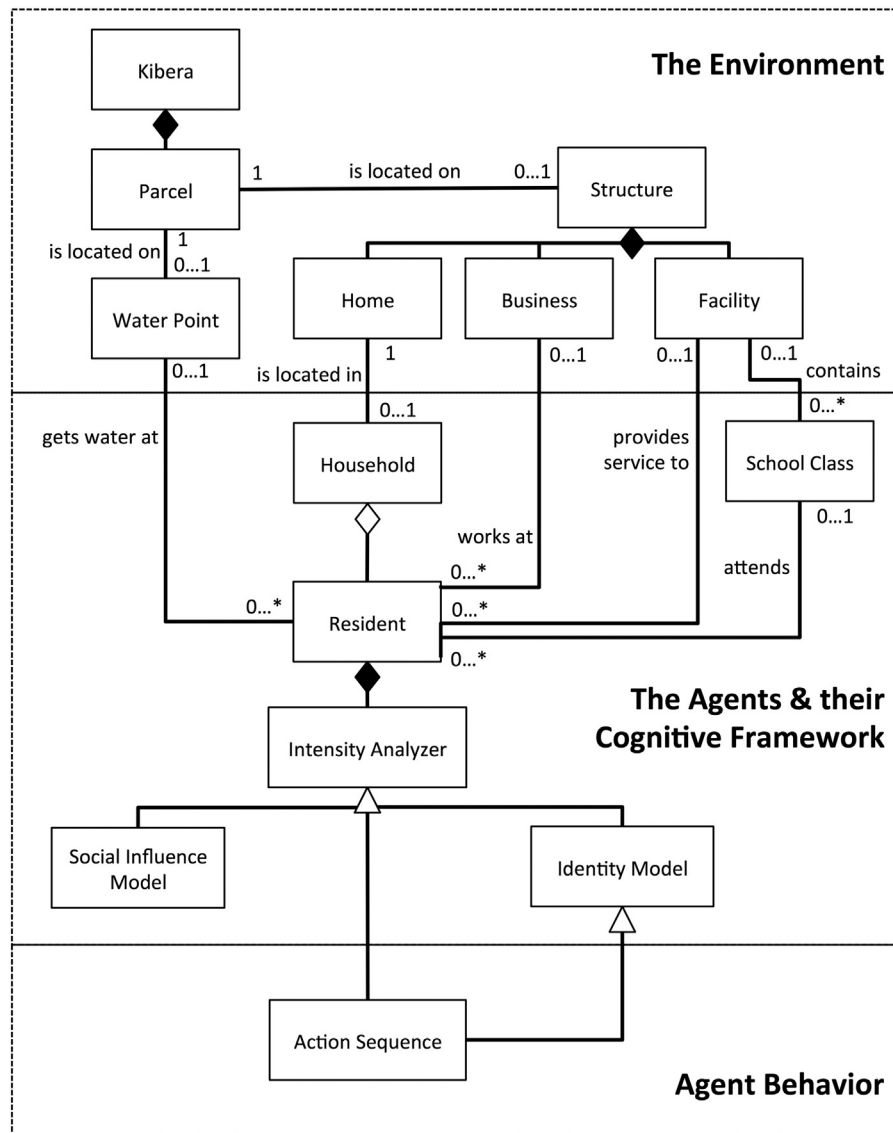 The Environment
Kibera
Parcel
1
is located on
0...1
Structure
is located on
1
0...1
Water Point
Home
Business
Facility
0...1
1
0...1
0...1
0...1
is located in
contains
0...1
0...*
gets water at
provides
service to
Household
School Class
0...1
works at
attends
0...*
0...*
0...*
0...*
Resident
The Agents & their
Cognitive Framework
Intensity Analyzer
Social Influence
Model
Identity Model
Action Sequence
Agent Behavior